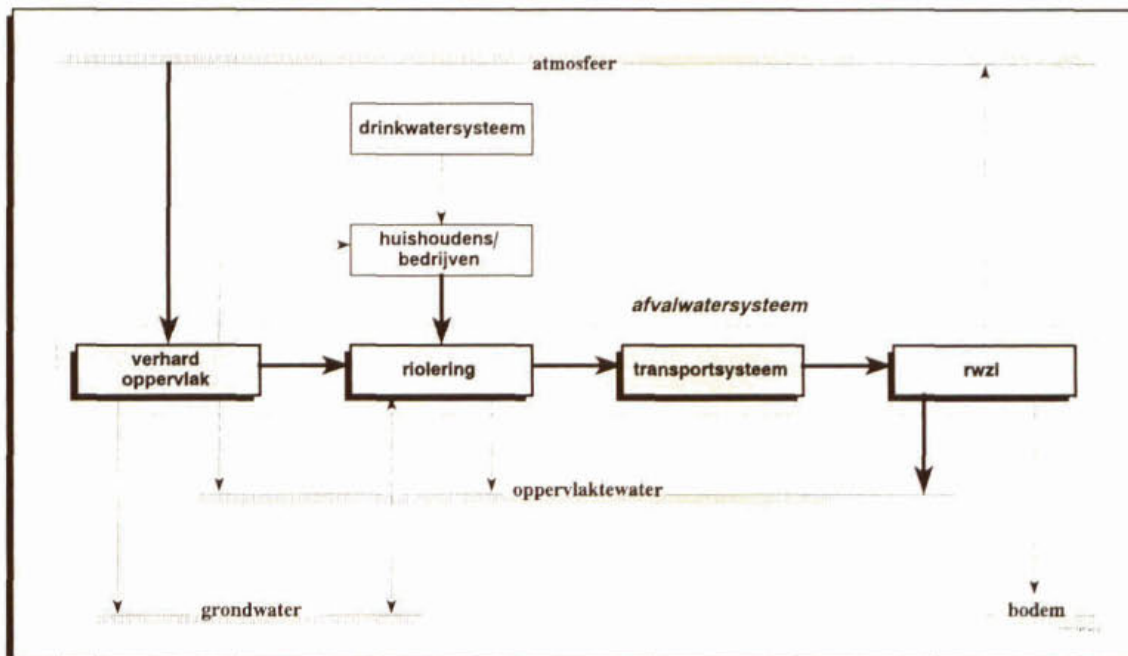 atmosfeer
drinkwatersysteem
huishoudens/
bedrijven
afvalwatersysteem
verhard
oppervlak
riolering
transportsysteem
rwzi
oppervlaktewater
grondwater
bodem